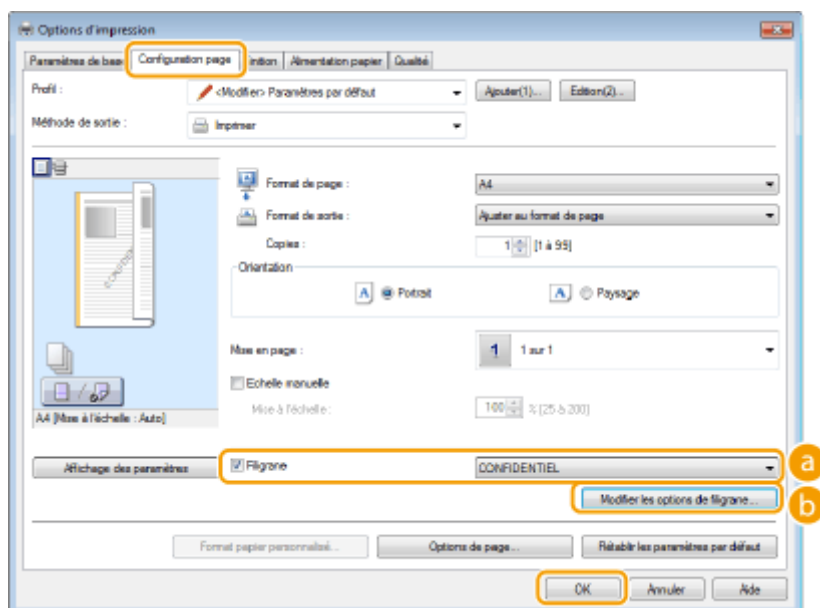 Options d'impression
Paramètres de base Configuration page Finition Alimentation papier Qualité
Profil : <Modifier> Paramètres par défaut Ajouter(1)... Edition(2)...
Méthode de sortie : Imprimer
Format de page : A4
Format de sortie : Ajuster au format de page
Copies : 1 [1 à 99]
Orientation
A Portrait A Paysage
CONFIDENT
Mise en page : 1 1 sur 1
Echelle manuelle
Mise à l'échelle : 100 % [25 à 200]
A4 [Mise à l'échelle : Auto]
Affichage des paramètres Filigrane CONFIDENTIEL a
Modifier les options de filigrane... b
Format papier personnalisé... Options de page... Rétablir les paramètres par défaut
OK Annuler Aide